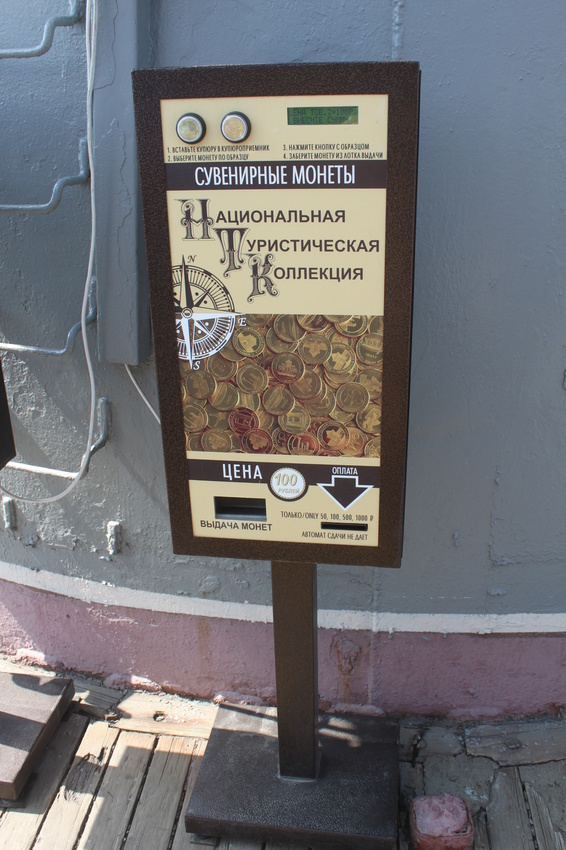 1. ВСТАВЬТЕ КУПЮРУ В КУПЮРОПРИЕМНИК
2. ВЫБЕРИТЕ МОНЕТУ ПО ОБРАЗЦУ
3. НАЖМИТЕ КНОПКУ С ОБРАЗЦОМ
4. ЗАБЕРИТЕ МОНЕТУ ИЗ ЛОТКА ВЫДАЧИ
СУВЕНИРНЫЕ МОНЕТЫ
НАЦИОНАЛЬНАЯ
ТУРИСТИЧЕСКАЯ
КОЛЛЕКЦИЯ
N
E
S
ЦЕНА
100
РУБЛЕЙ
ОПЛАТА
ВЫДАЧА МОНЕТ
ТОЛЬКО/ONLY 50, 100, 500, 1000 Р
АВТОМАТ СДАЧИ НЕ ДАЕТ